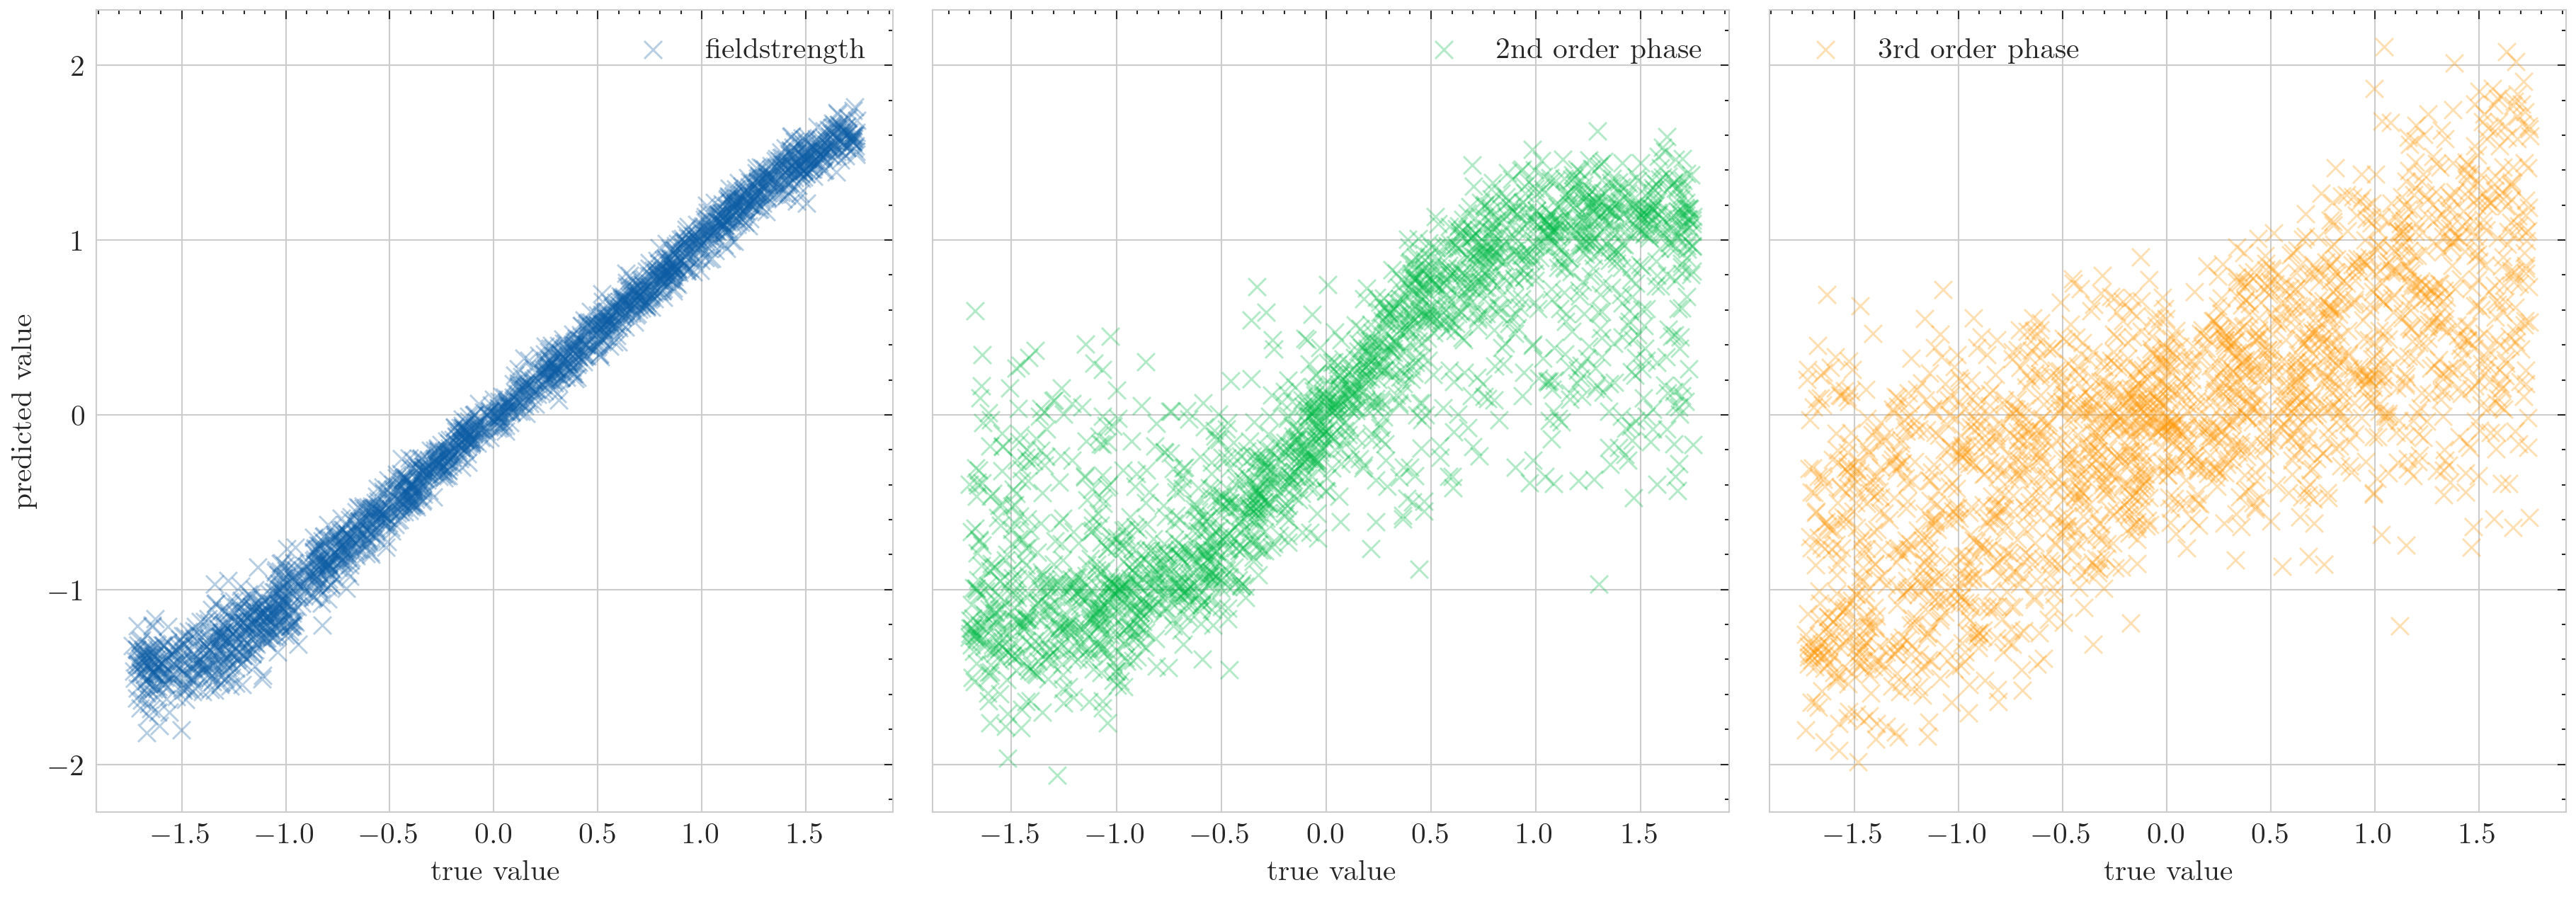 fieldstrength
2nd order phase
3rd order phase
predicted value
2
1
0
−1
−2
−1.5 −1.0 −0.5 0.0 0.5 1.0 1.5
−1.5 −1.0 −0.5 0.0 0.5 1.0 1.5
−1.5 −1.0 −0.5 0.0 0.5 1.0 1.5
true value
true value
true value